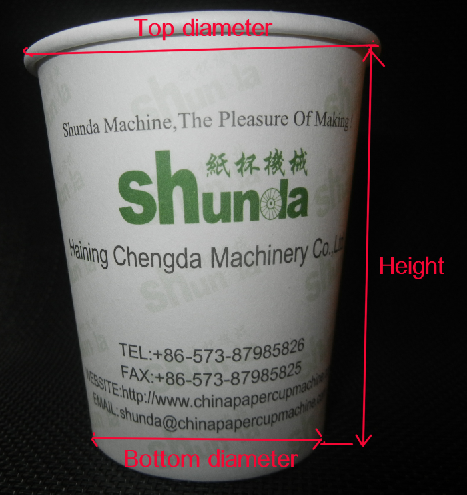 Top diameter
Shunda Machine,The Pleasure Of Making !
紙杯機械
shunda
Haining Chengda Machinery Co.,
Height
TEL:+86-573-87985826
FAX:+86-573-87985825
WEBSITE:http://www.chinapapercupmachine
EMAIL:shunda@chinapapercupmachine
Bottom diameter